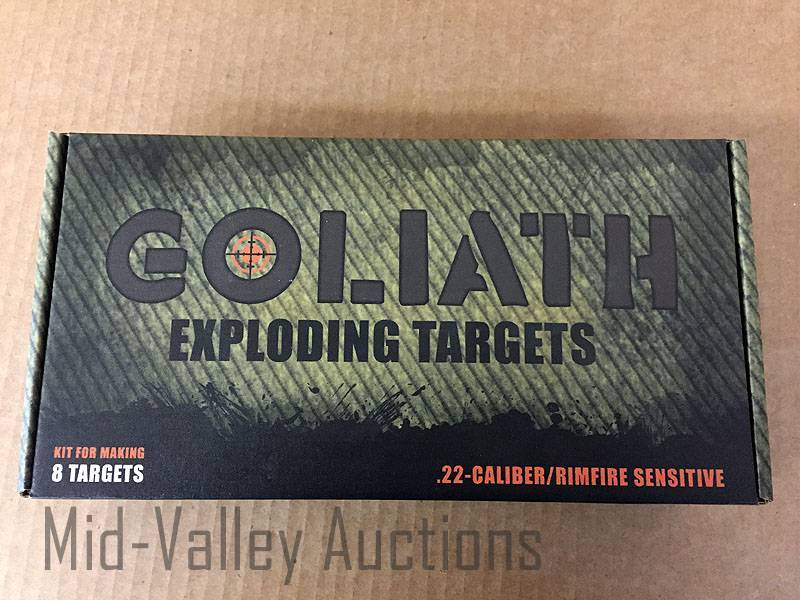 GOLIATH
EXPLODING TARGETS
KIT FOR MAKING
8 TARGETS
.22-CALIBER/RIMFIRE SENSITIVE
Mid-Valley Auctions